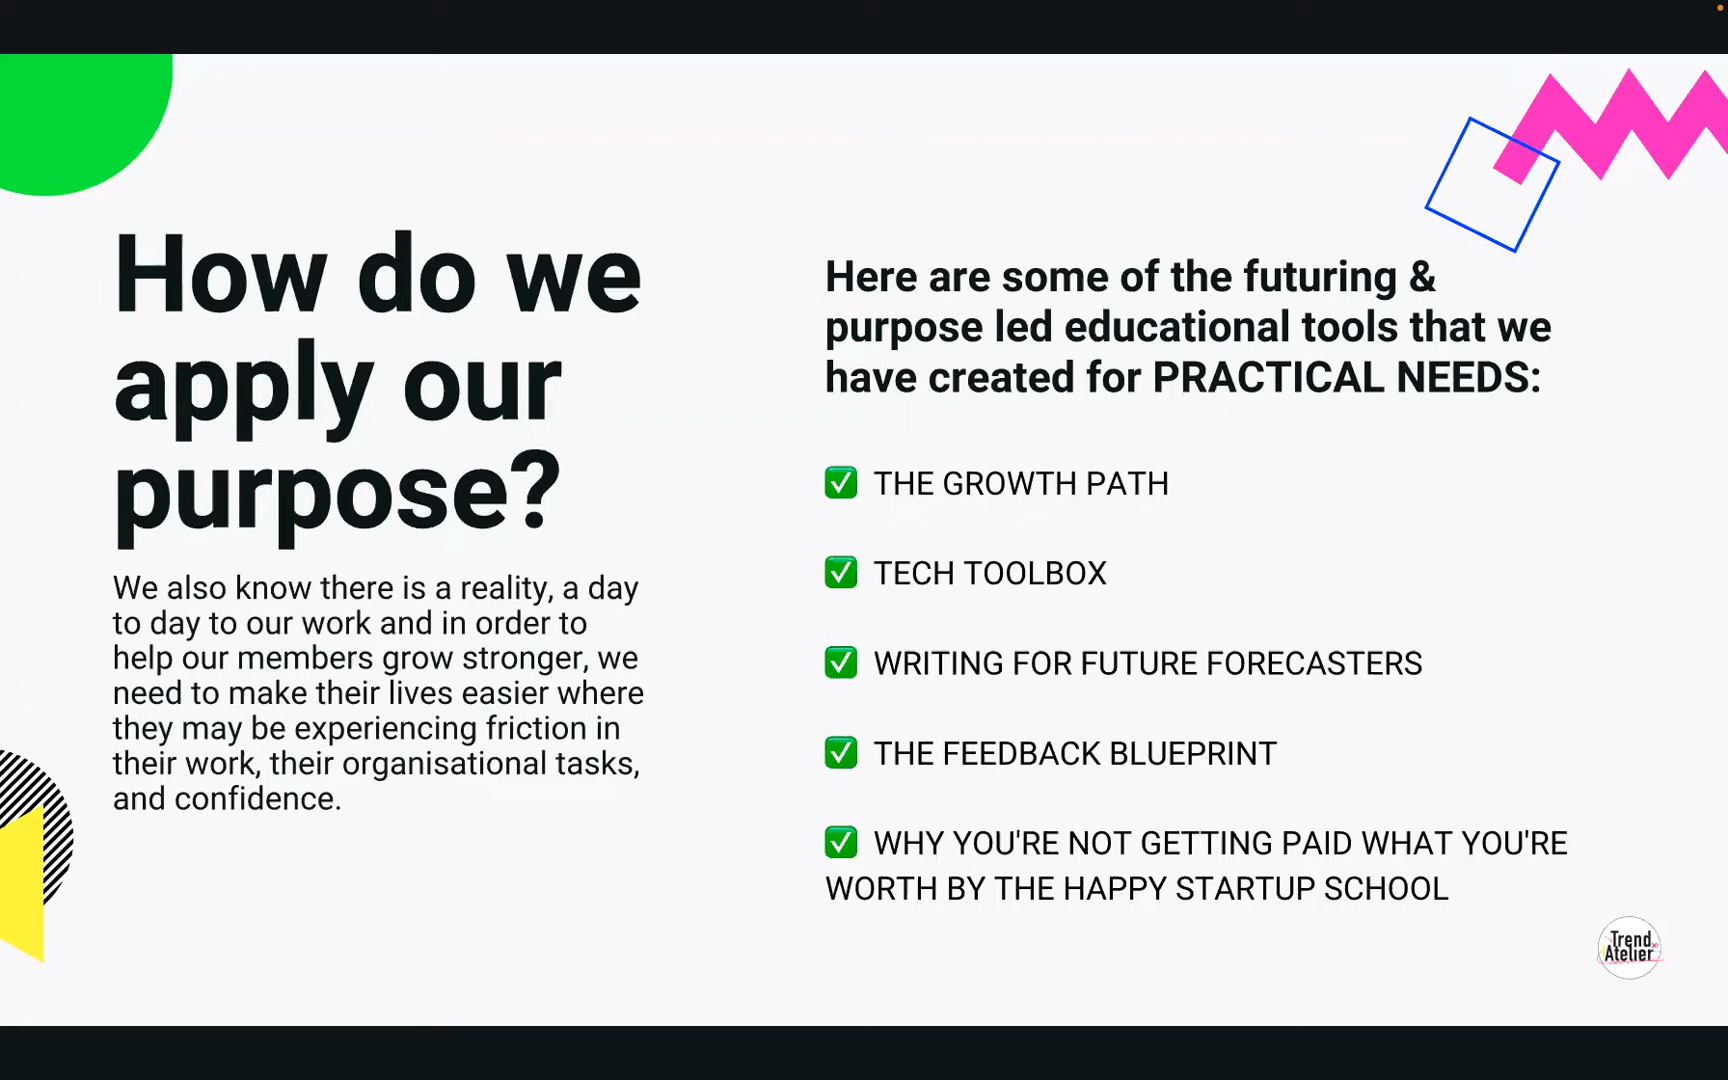 How do we
apply our
purpose?
We also know there is a reality, a day
to day to our work and in order to
help our members grow stronger, we
need to make their lives easier where
they may be experiencing friction in
their work, their organisational tasks,
and confidence.
Here are some of the futuring &
purpose led educational tools that we
have created for PRACTICAL NEEDS:
✅ THE GROWTH PATH
✅ TECH TOOLBOX
✅ WRITING FOR FUTURE FORECASTERS
✅ THE FEEDBACK BLUEPRINT
✅ WHY YOU'RE NOT GETTING PAID WHAT YOU'RE
WORTH BY THE HAPPY STARTUP SCHOOL
Trend
Atelier